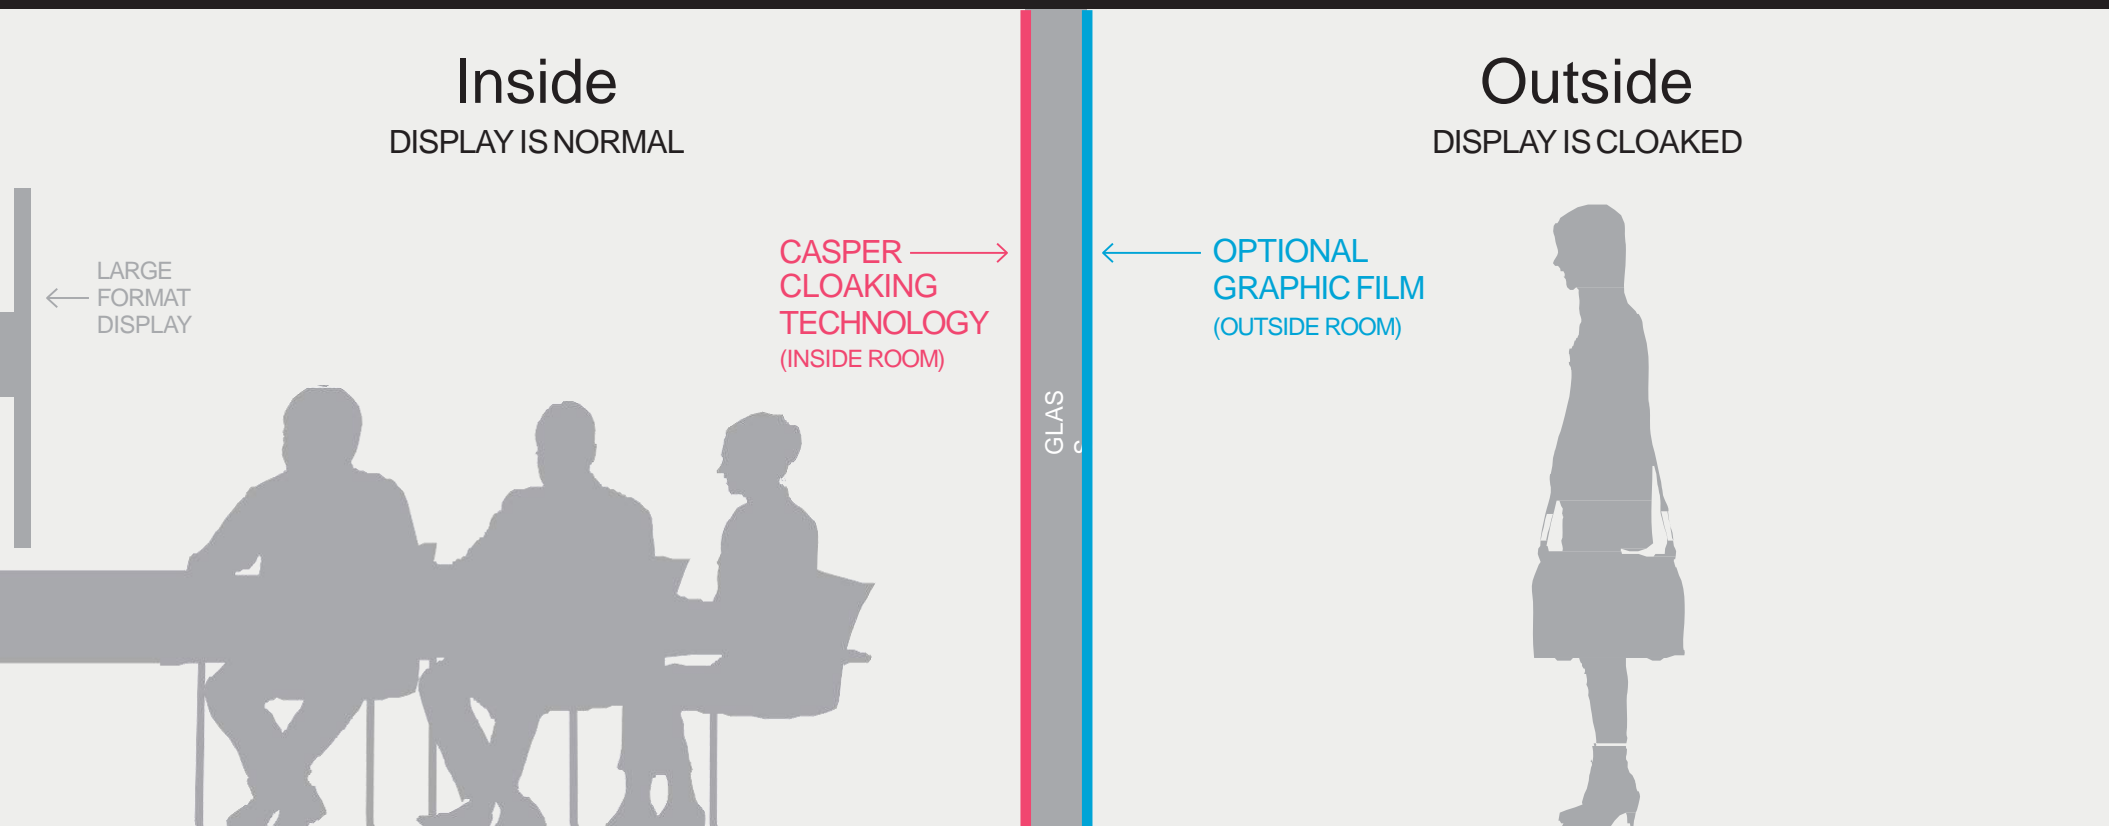 Inside
DISPLAY IS NORMAL
LARGE
FORMAT
DISPLAY
CASPER
CLOAKING
TECHNOLOGY
(INSIDE ROOM)
GLAS
S
Outside
DISPLAY IS CLOAKED
OPTIONAL
GRAPHIC FILM
(OUTSIDE ROOM)